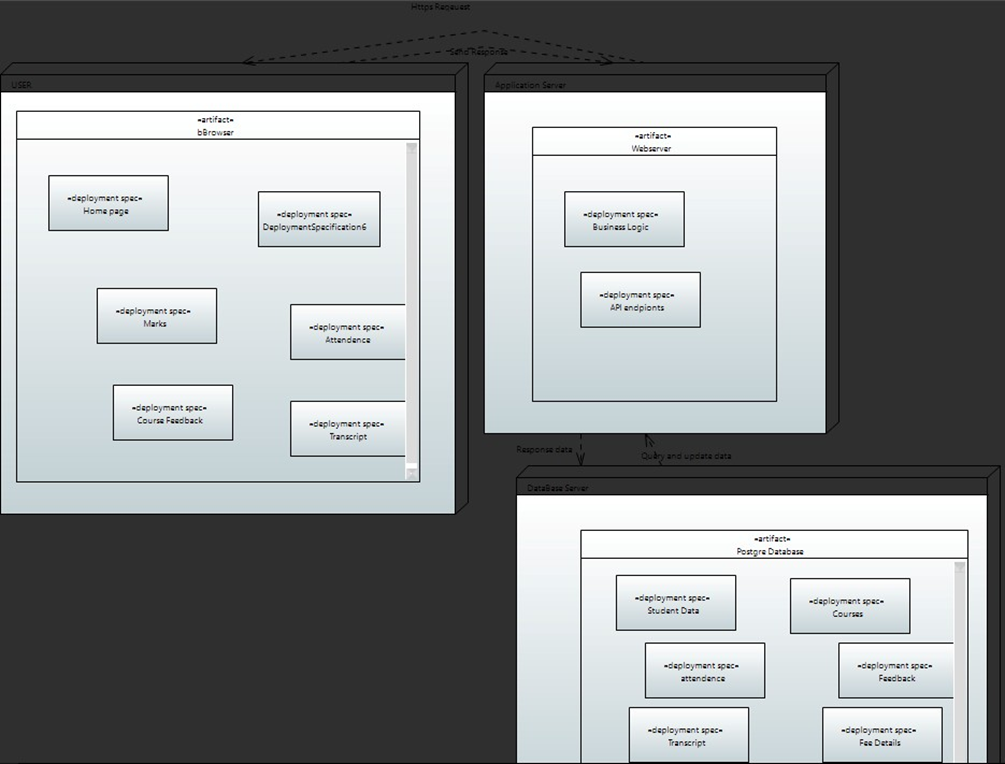 Https Reqeuest
Send Response
USER
«artifact»
bBrowser
«deployment spec»
Home page
«deployment spec»
DeploymentSpecification6
«deployment spec»
Marks
«deployment spec»
Attendence
«deployment spec»
Course Feedback
«deployment spec»
Transcript
Application Server
«artifact»
Webserver
«deployment spec»
Business Logic
«deployment spec»
API endpionts
Response data
Query and update data
DataBase Server
«artifact»
Postgre Database
«deployment spec»
Student Data
«deployment spec»
Courses
«deployment spec»
attendence
«deployment spec»
Feedback
«deployment spec»
Transcript
«deployment spec»
Fee Details